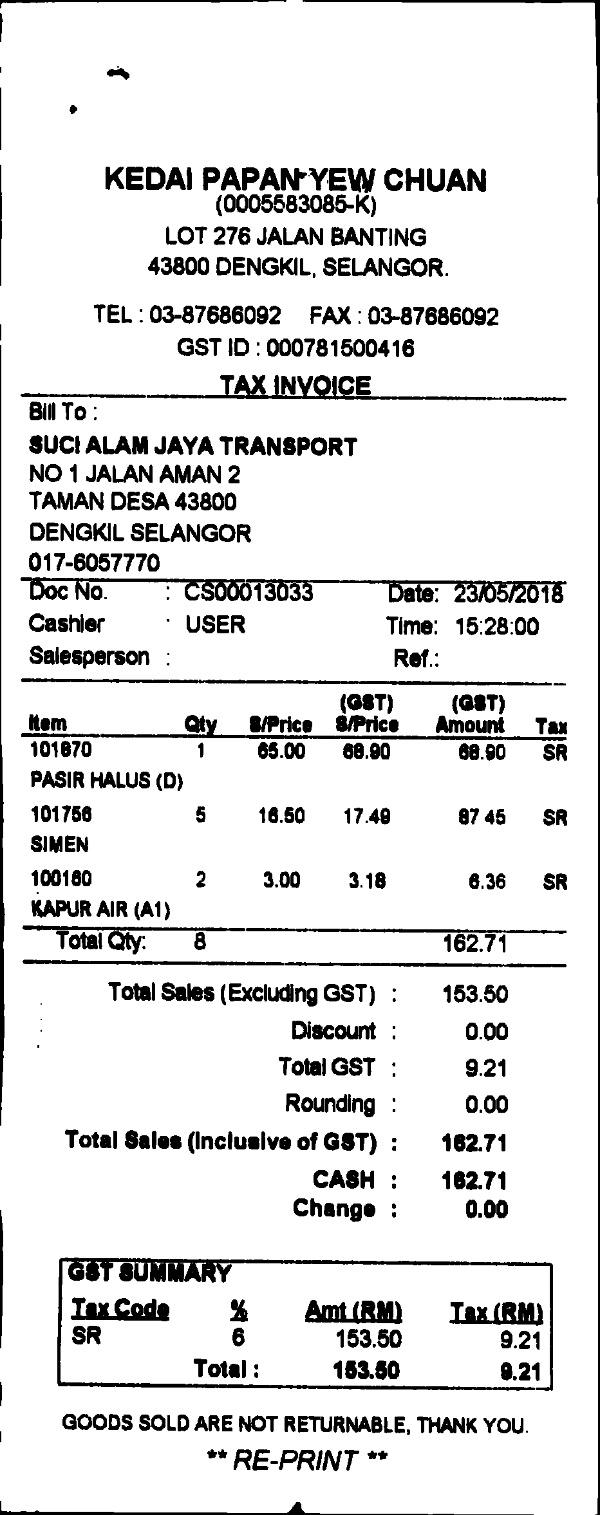 KEDAI PAPAN YEW CHUAN
(0005583085-K)
LOT 276 JALAN BANTING
43800 DENGKIL, SELANGOR.
TEL : 03-87686092 FAX : 03-87686092
GST ID : 000781500416
TAX INVOICE
Bill To :
SUCI ALAM JAYA TRANSPORT
NO 1 JALAN AMAN 2
TAMAN DESA 43800
DENGKIL SELANGOR
017-6057770
Doc No. : CS00013033 Date: 23/05/2018
Cashier : USER Time: 15:28:00
Salesperson : Ref.:
(GST) (GST)
Item Qty S/Price S/Price Amount Tax
101870 1 65.00 68.90 68.90 SR
PASIR HALUS (D)
101756 5 16.50 17.49 87.45 SR
SIMEN
100160 2 3.00 3.18 6.36 SR
KAPUR AIR (A1)
Total Qty: 8 162.71
Total Sales (Excluding GST) : 153.50
Discount : 0.00
Total GST : 9.21
Rounding : 0.00
Total Sales (Inclusive of GST) : 162.71
CASH : 162.71
Change : 0.00
GST SUMMARY
Tax Code % Amt (RM) Tax (RM)
SR 6 153.50 9.21
Total : 153.50 9.21
GOODS SOLD ARE NOT RETURNABLE, THANK YOU.
** RE-PRINT **